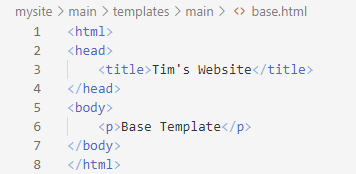 mysite > main > templates > main > <> base.html
1 <html>
2 <head>
3     <title>Tim's Website</title>
4 </head>
5 <body>
6     <p>Base Template</p>
7 </body>
8 </html>